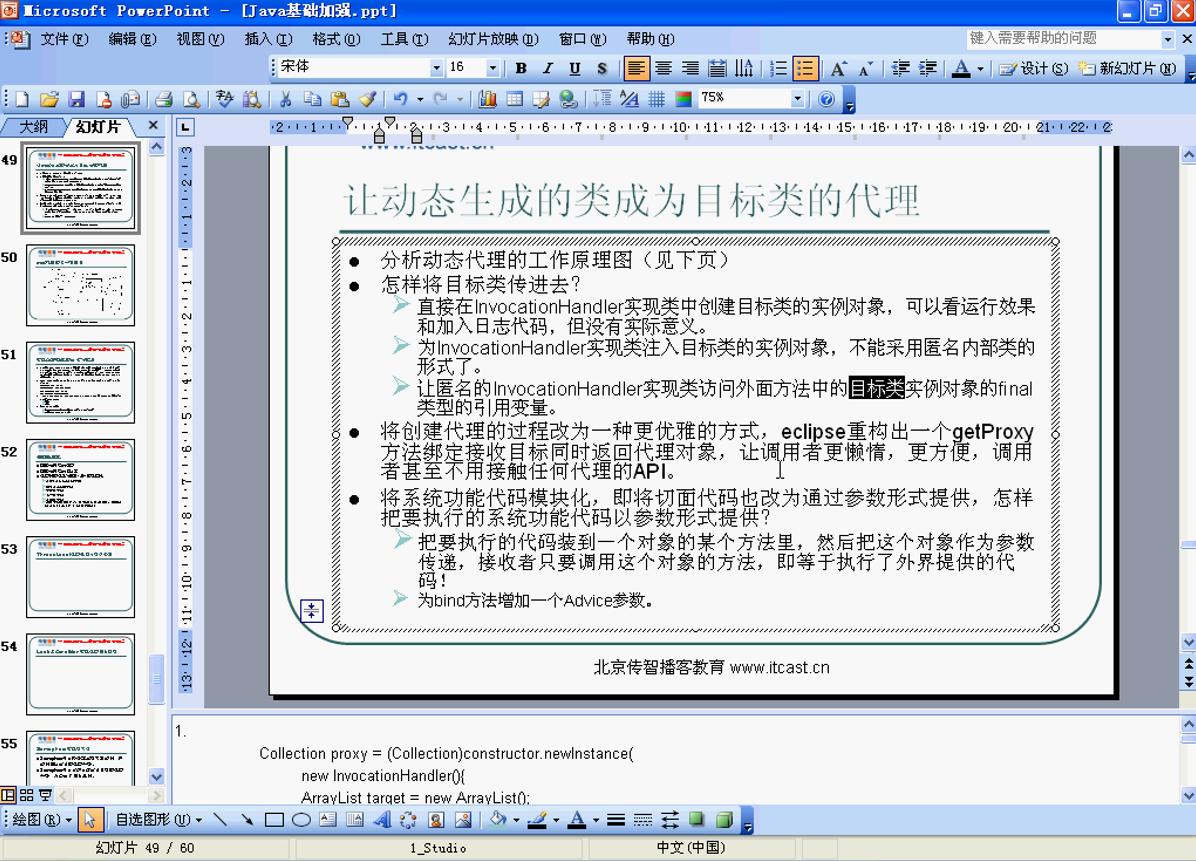 Microsoft PowerPoint - [Java基础加强.ppt]
文件(F) 编辑(E) 视图(V) 插入(I) 格式(O) 工具(T) 幻灯片放映(D) 窗口(W) 帮助(H) 键入需要帮助的问题
宋体 16 B I U S A A A 设计(S) 新幻灯片(N)
75%
大纲 幻灯片
49
50
51
52
53
54
55
www.itcast.cn
让动态生成的类成为目标类的代理
分析动态代理的工作原理图（见下页）
怎样将目标类传进去？
直接在InvocationHandler实现类中创建目标类的实例对象，可以看运行效果
和加入日志代码，但没有实际意义。
为InvocationHandler实现类注入目标类的实例对象，不能采用匿名内部类的
形式了。
让匿名的InvocationHandler实现类访问外面方法中的目标类实例对象的final
类型的引用变量。
将创建代理的过程改为一种更优雅的方式，eclipse重构出一个getProxy
方法绑定接收目标同时返回代理对象，让调用者更懒惰，更方便，调用
者甚至不用接触任何代理的API。
将系统功能代码模块化，即将切面代码也改为通过参数形式提供，怎样
把要执行的系统功能代码以参数形式提供？
把要执行的代码装到一个对象的某个方法里，然后把这个对象作为参数
传递，接收者只要调用这个对象的方法，即等于执行了外界提供的代
码！
为bind方法增加一个Advice参数。
北京传智播客教育 www.itcast.cn
1.
Collection proxy = (Collection)constructor.newInstance(
new InvocationHandler(){
ArrayList target = new ArrayList();
绘图(R) 自选图形(U)
幻灯片 49 / 60 1_Studio 中文(中国)